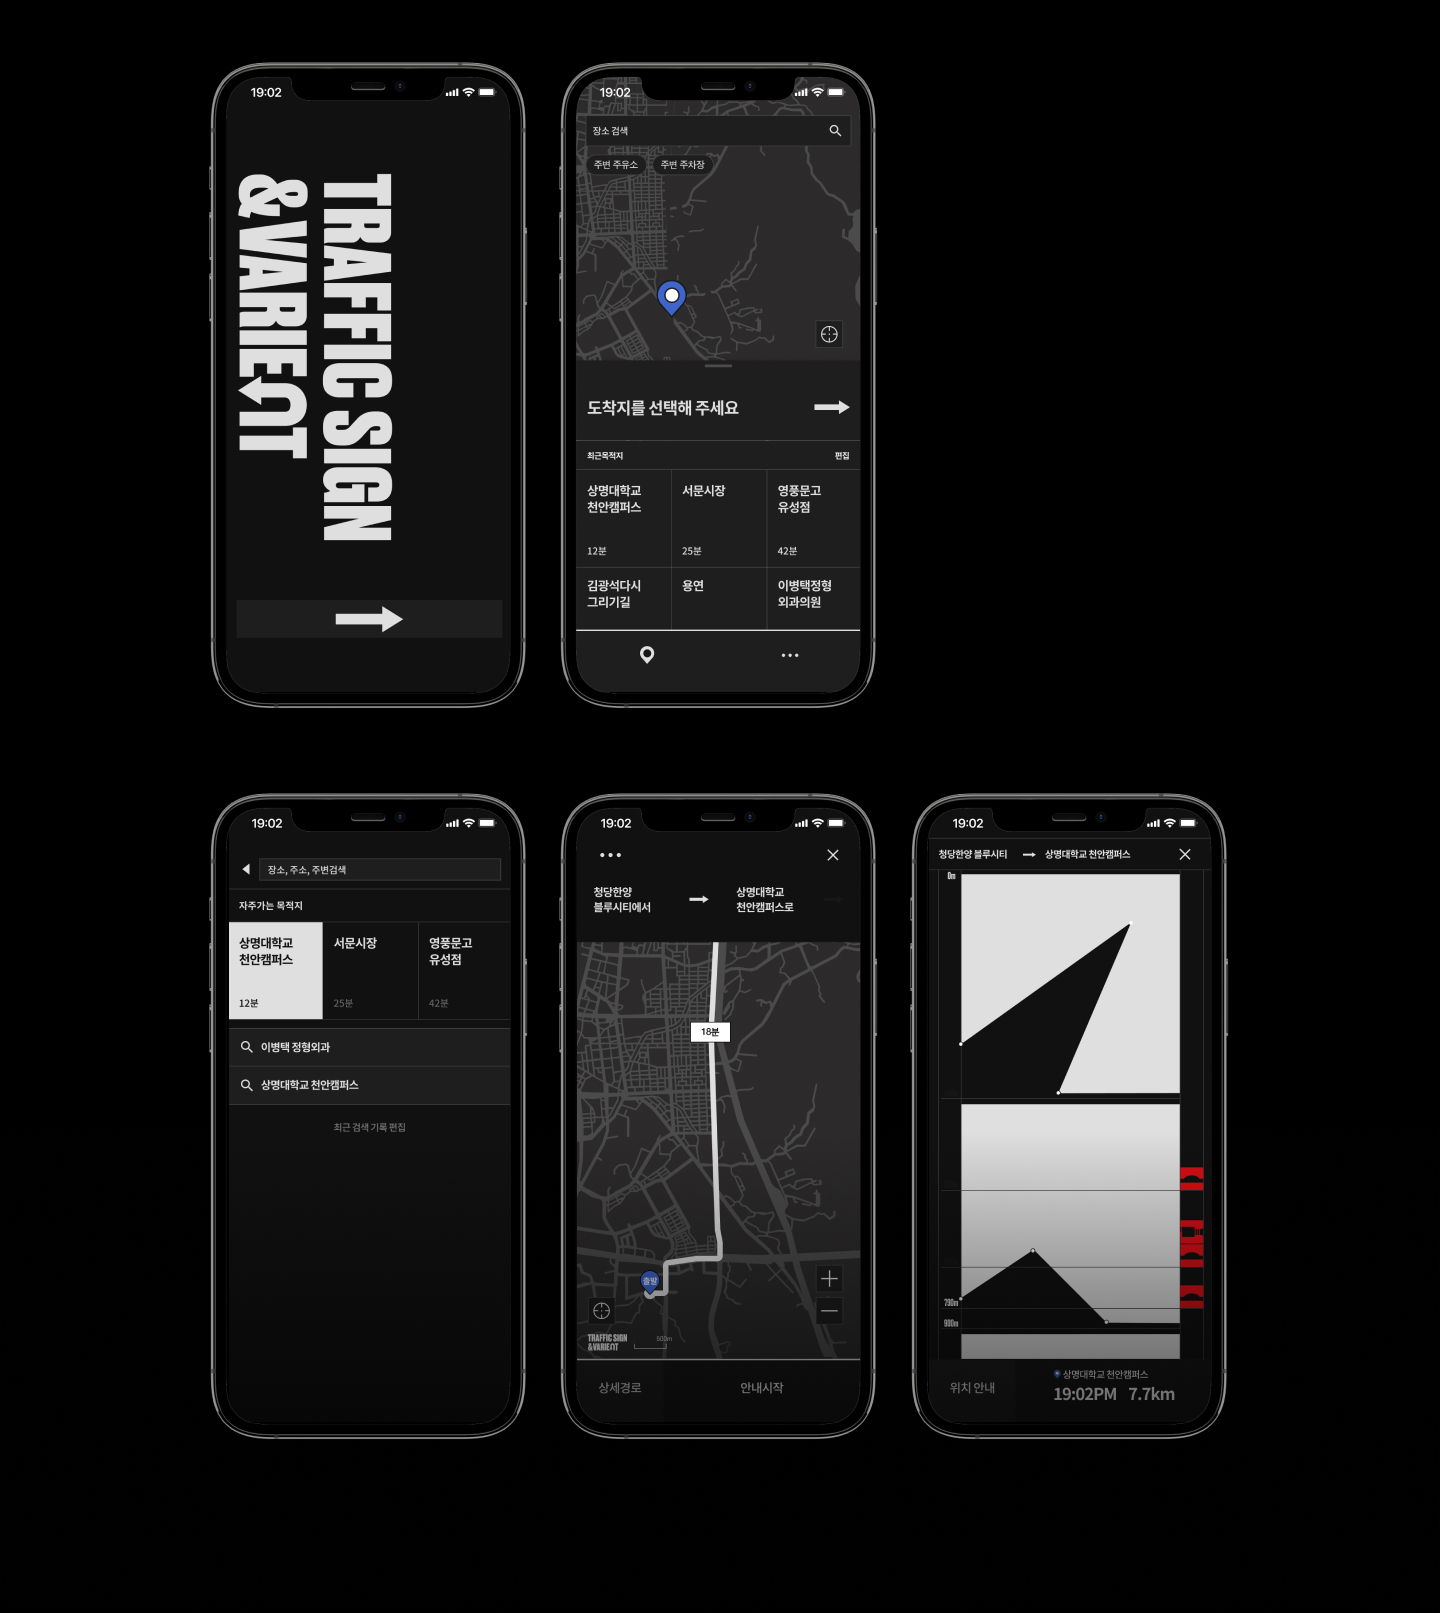 19:02
TRAFFIC SIGN
&VARIENT
19:02
장소 검색
주변 주유소
주변 주차장
도착지를 선택해 주세요
최근목적지
편집
상명대학교
천안캠퍼스
12분
서문시장
25분
영풍문고
유성점
42분
김광석다시
그리기길
용연
이병택정형
외과의원
19:02
장소, 주소, 주변검색
자주가는 목적지
상명대학교
천안캠퍼스
12분
서문시장
25분
영풍문고
유성점
42분
이병택 정형외과
상명대학교 천안캠퍼스
최근 검색 기록 편집
19:02
청당한양
블루시티에서
상명대학교
천안캠퍼스로
18분
출발
TRAFFIC SIGN
&VARIENT
600m
상세경로
안내시작
19:02
청당한양 블루시티
상명대학교 천안캠퍼스
0m
790m
900m
위치 안내
상명대학교 천안캠퍼스
19:02PM 7.7km